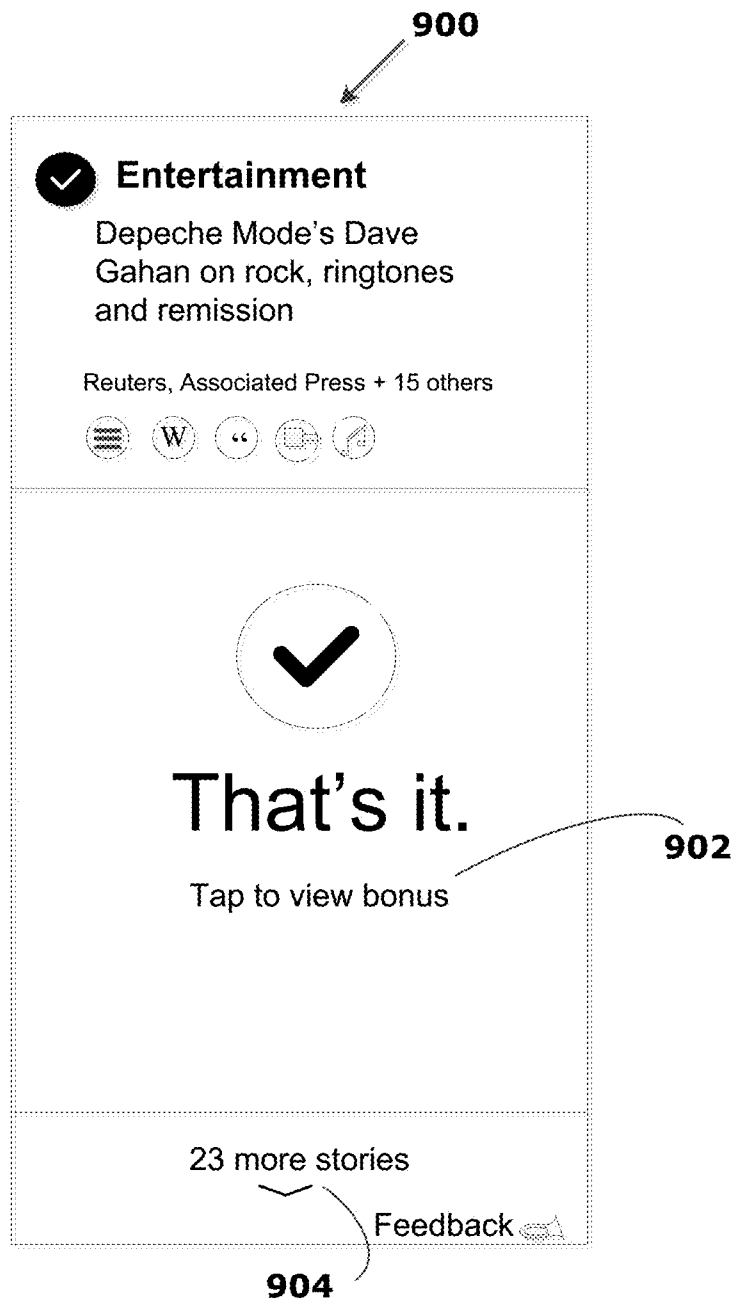 900
Entertainment
Depeche Mode's Dave
Gahan on rock, ringtones
and remission
Reuters, Associated Press + 15 others
W “
That's it.
902
Tap to view bonus
23 more stories
Feedback
904